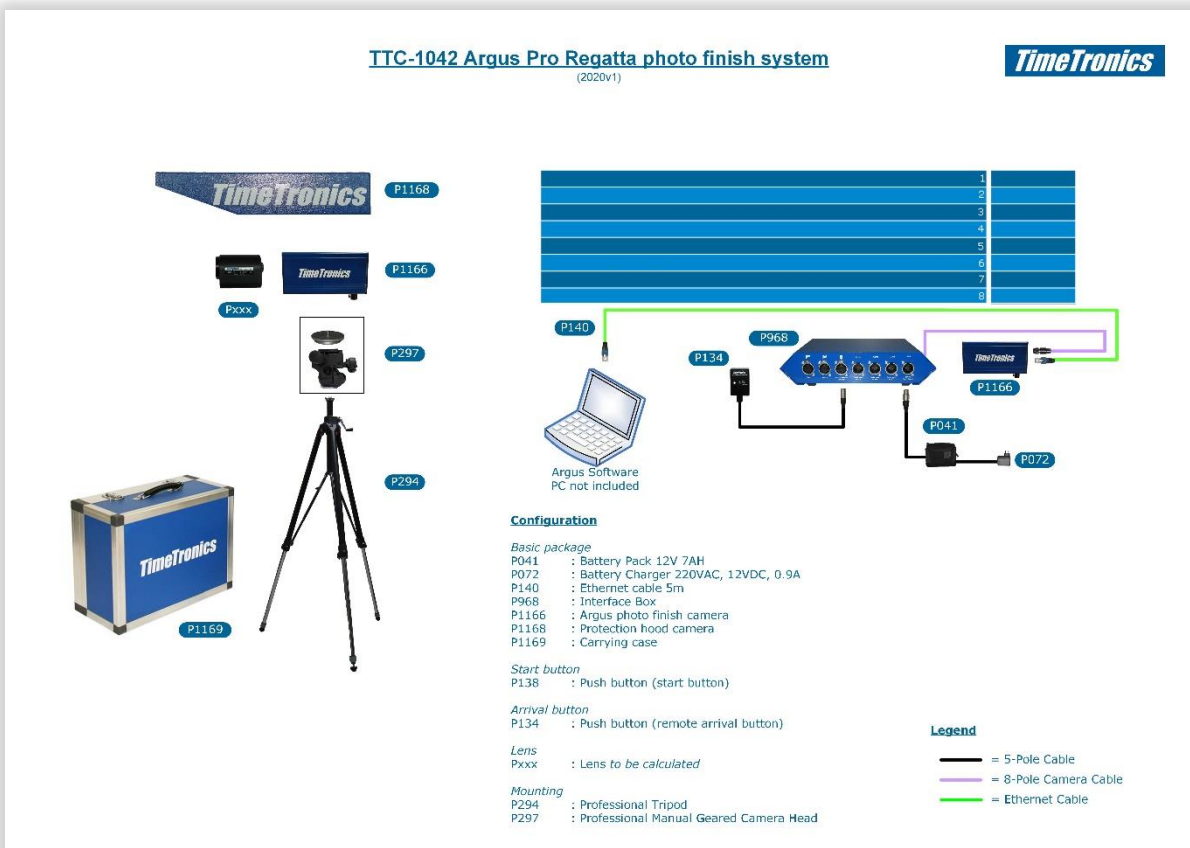 TTC-1042 Argus Pro Regatta photo finish system
(2020v1)
TimeTronics
TimeTronics
P1168
TimeTronics
P1166
Pxxx
P297
P294
TimeTronics
P1169
1
2
3
4
5
6
7
8
P140
P968
P134
TimeTronics
P1166
P041
P072
Argus Software
PC not included
Configuration
Basic package
P041 : Battery Pack 12V 7AH
P072 : Battery Charger 220VAC, 12VDC, 0.9A
P140 : Ethernet cable 5m
P968 : Interface Box
P1166 : Argus photo finish camera
P1168 : Protection hood camera
P1169 : Carrying case
Start button
P138 : Push button (start button)
Arrival button
P134 : Push button (remote arrival button)
Lens
Pxxx : Lens to be calculated
Mounting
P294 : Professional Tripod
P297 : Professional Manual Geared Camera Head
Legend
= 5-Pole Cable
= 8-Pole Camera Cable
= Ethernet Cable